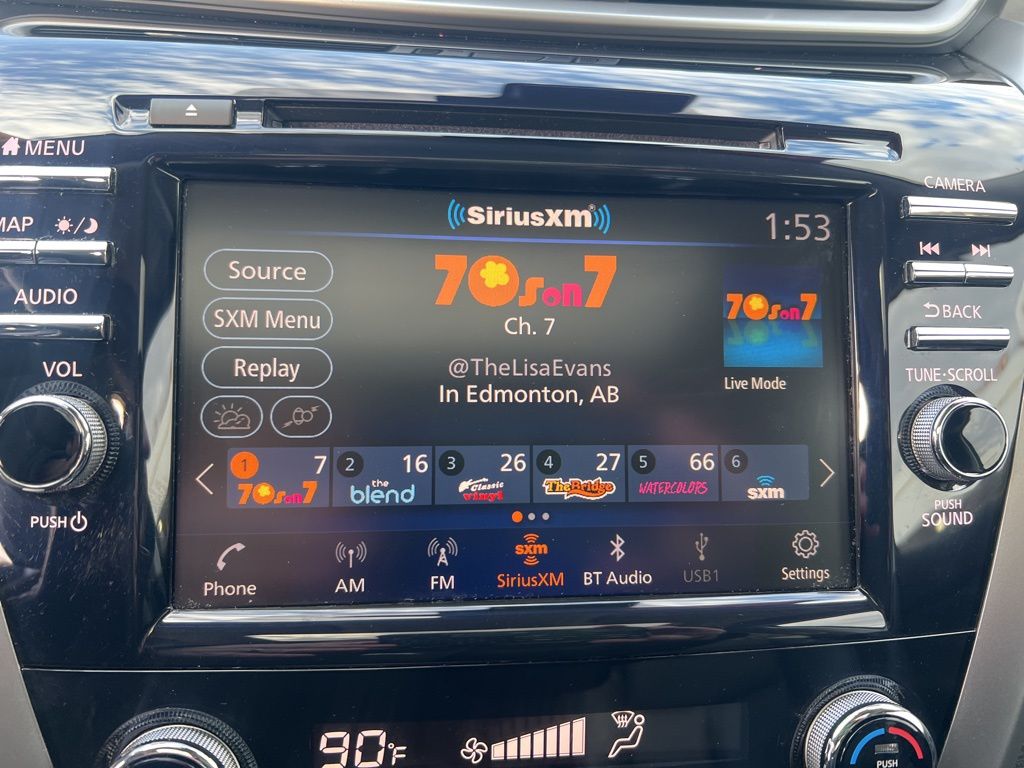 MENU
MAP
AUDIO
VOL
PUSH
SiriusXM
1:53
Source
SXM Menu
Replay
70s on 7
Ch. 7
@TheLisaEvans
In Edmonton, AB
70s on 7
Live Mode
1 7 70s on 7
2 16 the blend
3 26 Classic vinyl
4 27 The Bridge
5 66 WATERCOLORS
6 sxm
Phone
AM
FM
sxm
SiriusXM
BT Audio
USB1
Settings
CAMERA
BACK
TUNE·SCROLL
PUSH
SOUND
90°F
PUSH